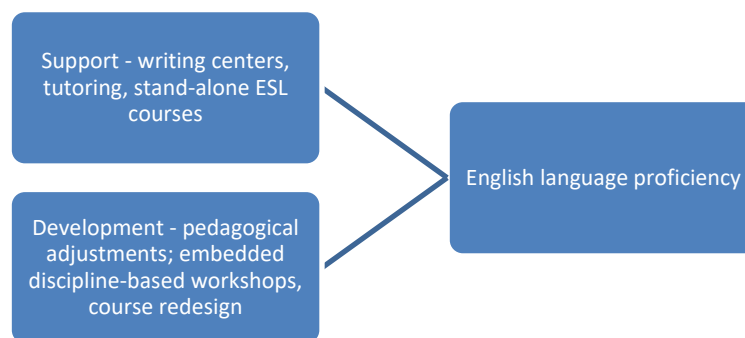 Support - writing centers,
tutoring, stand-alone ESL
courses
Development - pedagogical
adjustments; embedded
discipline-based workshops,
course redesign
English language proficiency